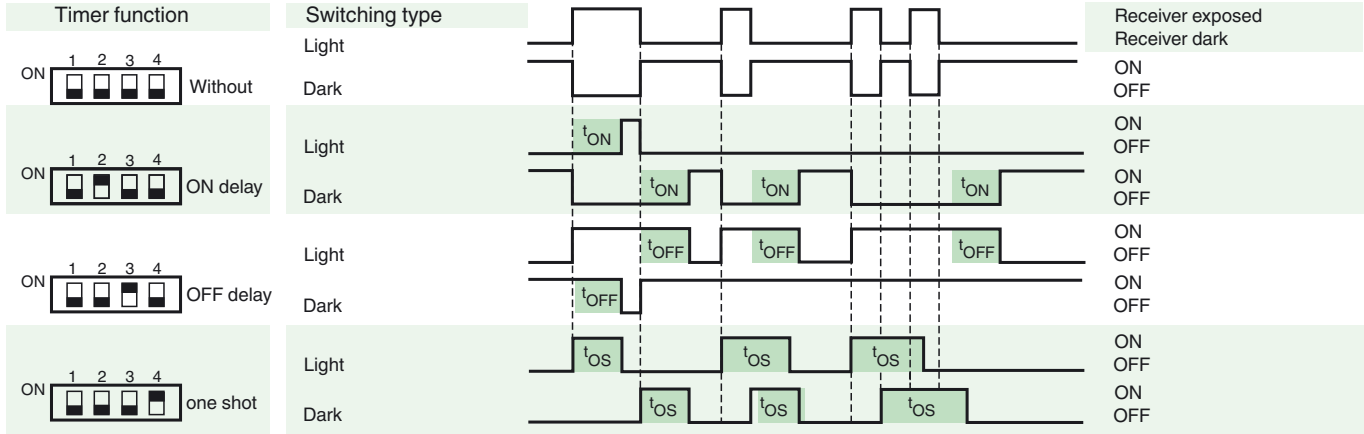 Timer function
Switching type
Light
Receiver exposed
Receiver dark
1 2 3 4
ON
Without
Dark
ON
OFF
Light
tON
ON
OFF
1 2 3 4
ON
ON delay
Dark
tON
tON
tON
ON
OFF
Light
tOFF
tOFF
tOFF
ON
OFF
1 2 3 4
ON
OFF delay
Dark
tOFF
ON
OFF
Light
tOS
tOS
tOS
ON
OFF
1 2 3 4
ON
one shot
Dark
tOS
tOS
tOS
ON
OFF